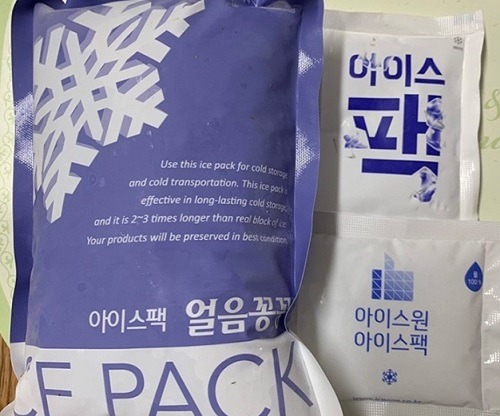 Use this ice pack for cold storage
and cold transportation. This ice pack is
effective in long-lasting cold storage,
and it is 2~3 times longer than real block of ice.
Your products will be preserved in best condition.
아이스팩 얼음꽁꽁
ICE PACK
아이스
팩
물
100%
아이스원
아이스팩